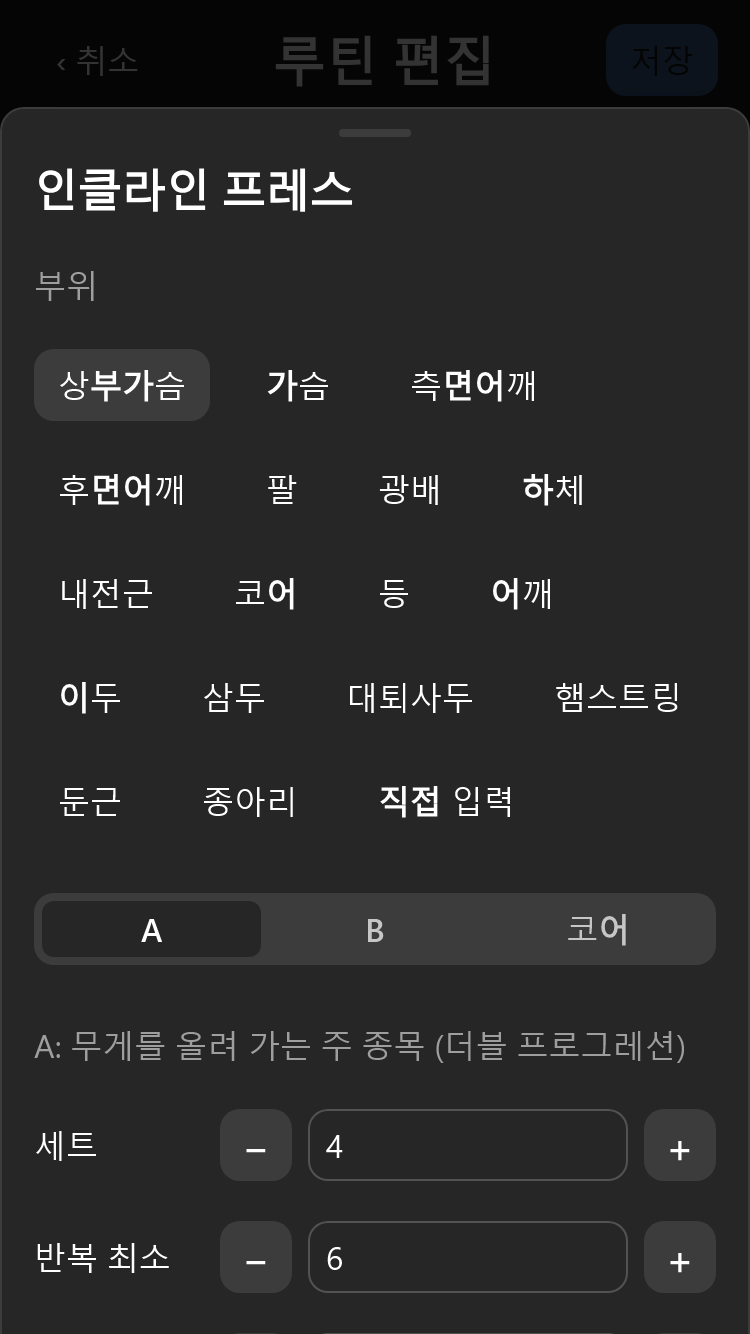 ‹ 취소 루틴 편집 저장
인클라인 프레스
부위
상부가슴 가슴 측면어깨
후면어깨 팔 광배 하체
내전근 코어 등 어깨
이두 삼두 대퇴사두 햄스트링
둔근 종아리 직접 입력
A B 코어
A: 무게를 올려 가는 주 종목 (더블 프로그레션)
세트 − 4 +
반복 최소 − 6 +